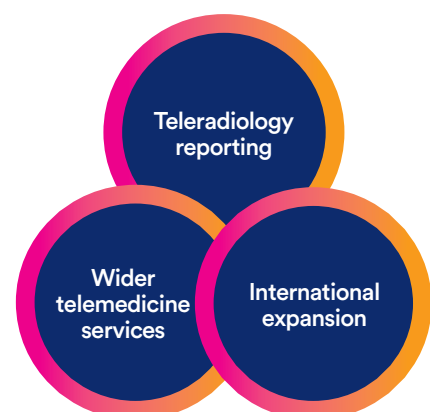 Teleradiology
reporting
Wider
telemedicine
services
International
expansion